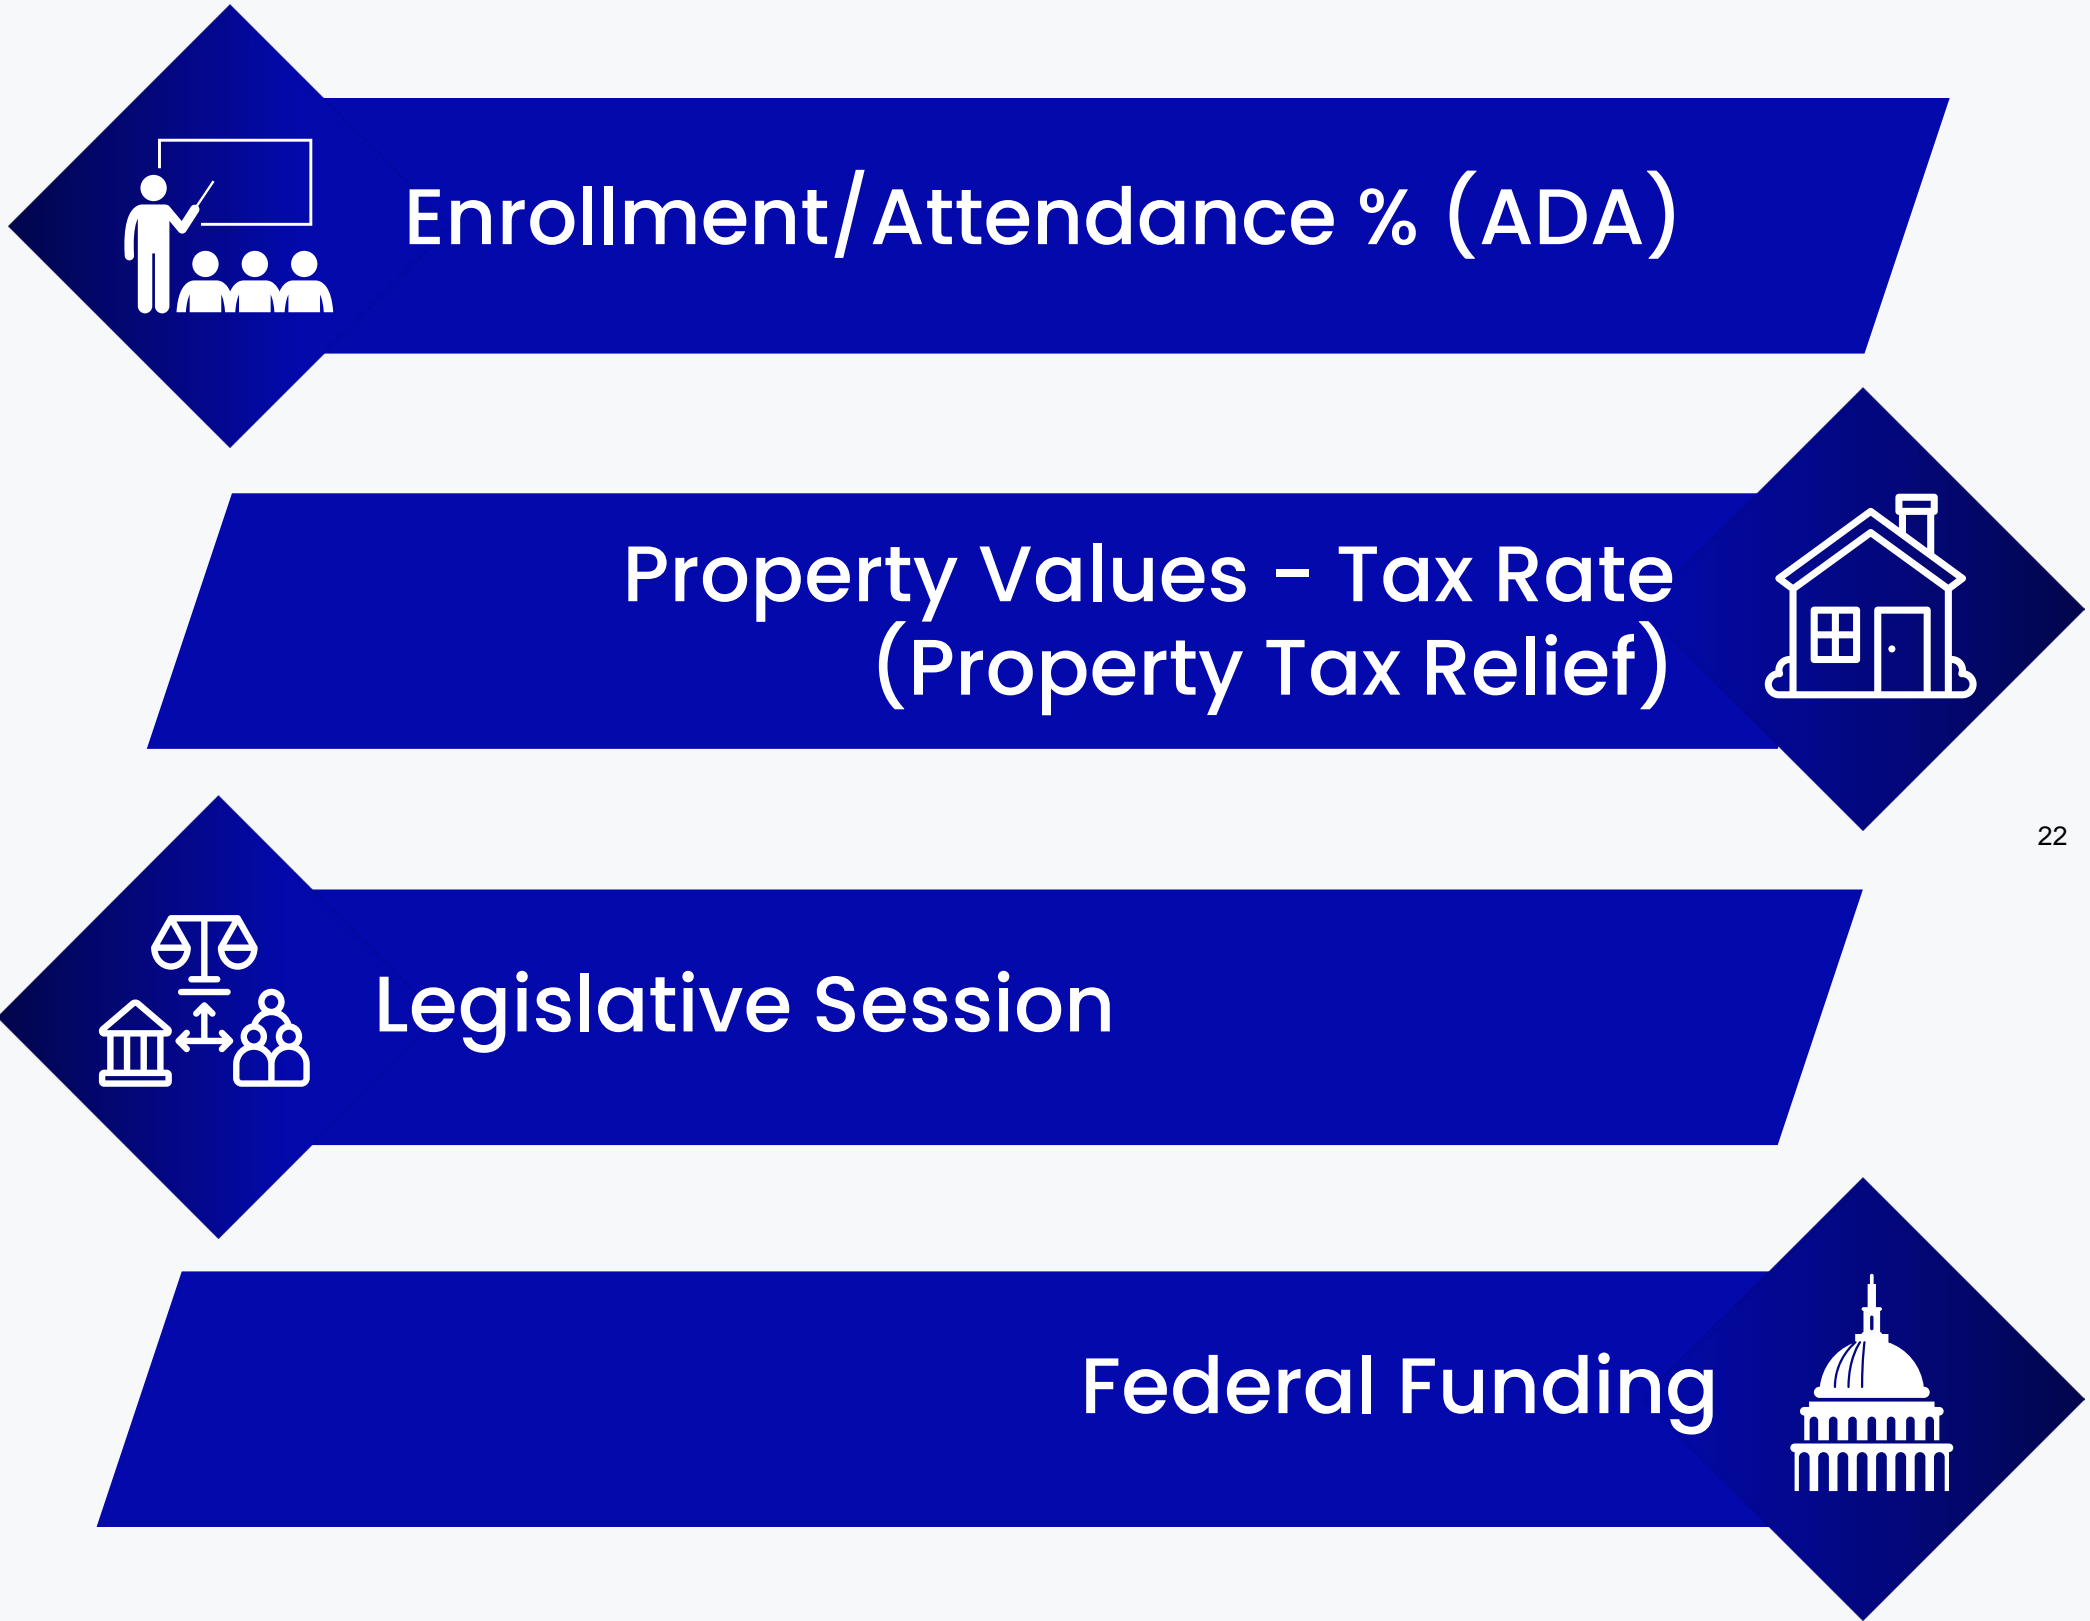 Enrollment/Attendance % (ADA)
Property Values - Tax Rate
(Property Tax Relief)
22
Legislative Session
Federal Funding